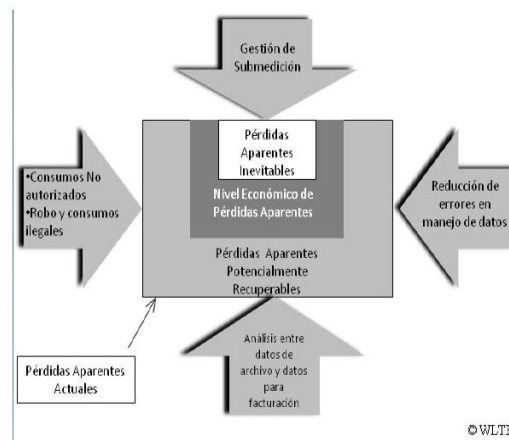 Gestión de
Submedición
Pérdidas
Aparentes
Inevitables
•Consumos No
autorizados
•Robo y consumos
ilegales
Nivel Económico de
Pérdidas Aparentes
Reducción de
errores en
manejo de datos
Pérdidas Aparentes
Potencialmente
Recuperables
Pérdidas Aparentes
Actuales
Análisis entre
datos de
archivo y datos
para
facturación